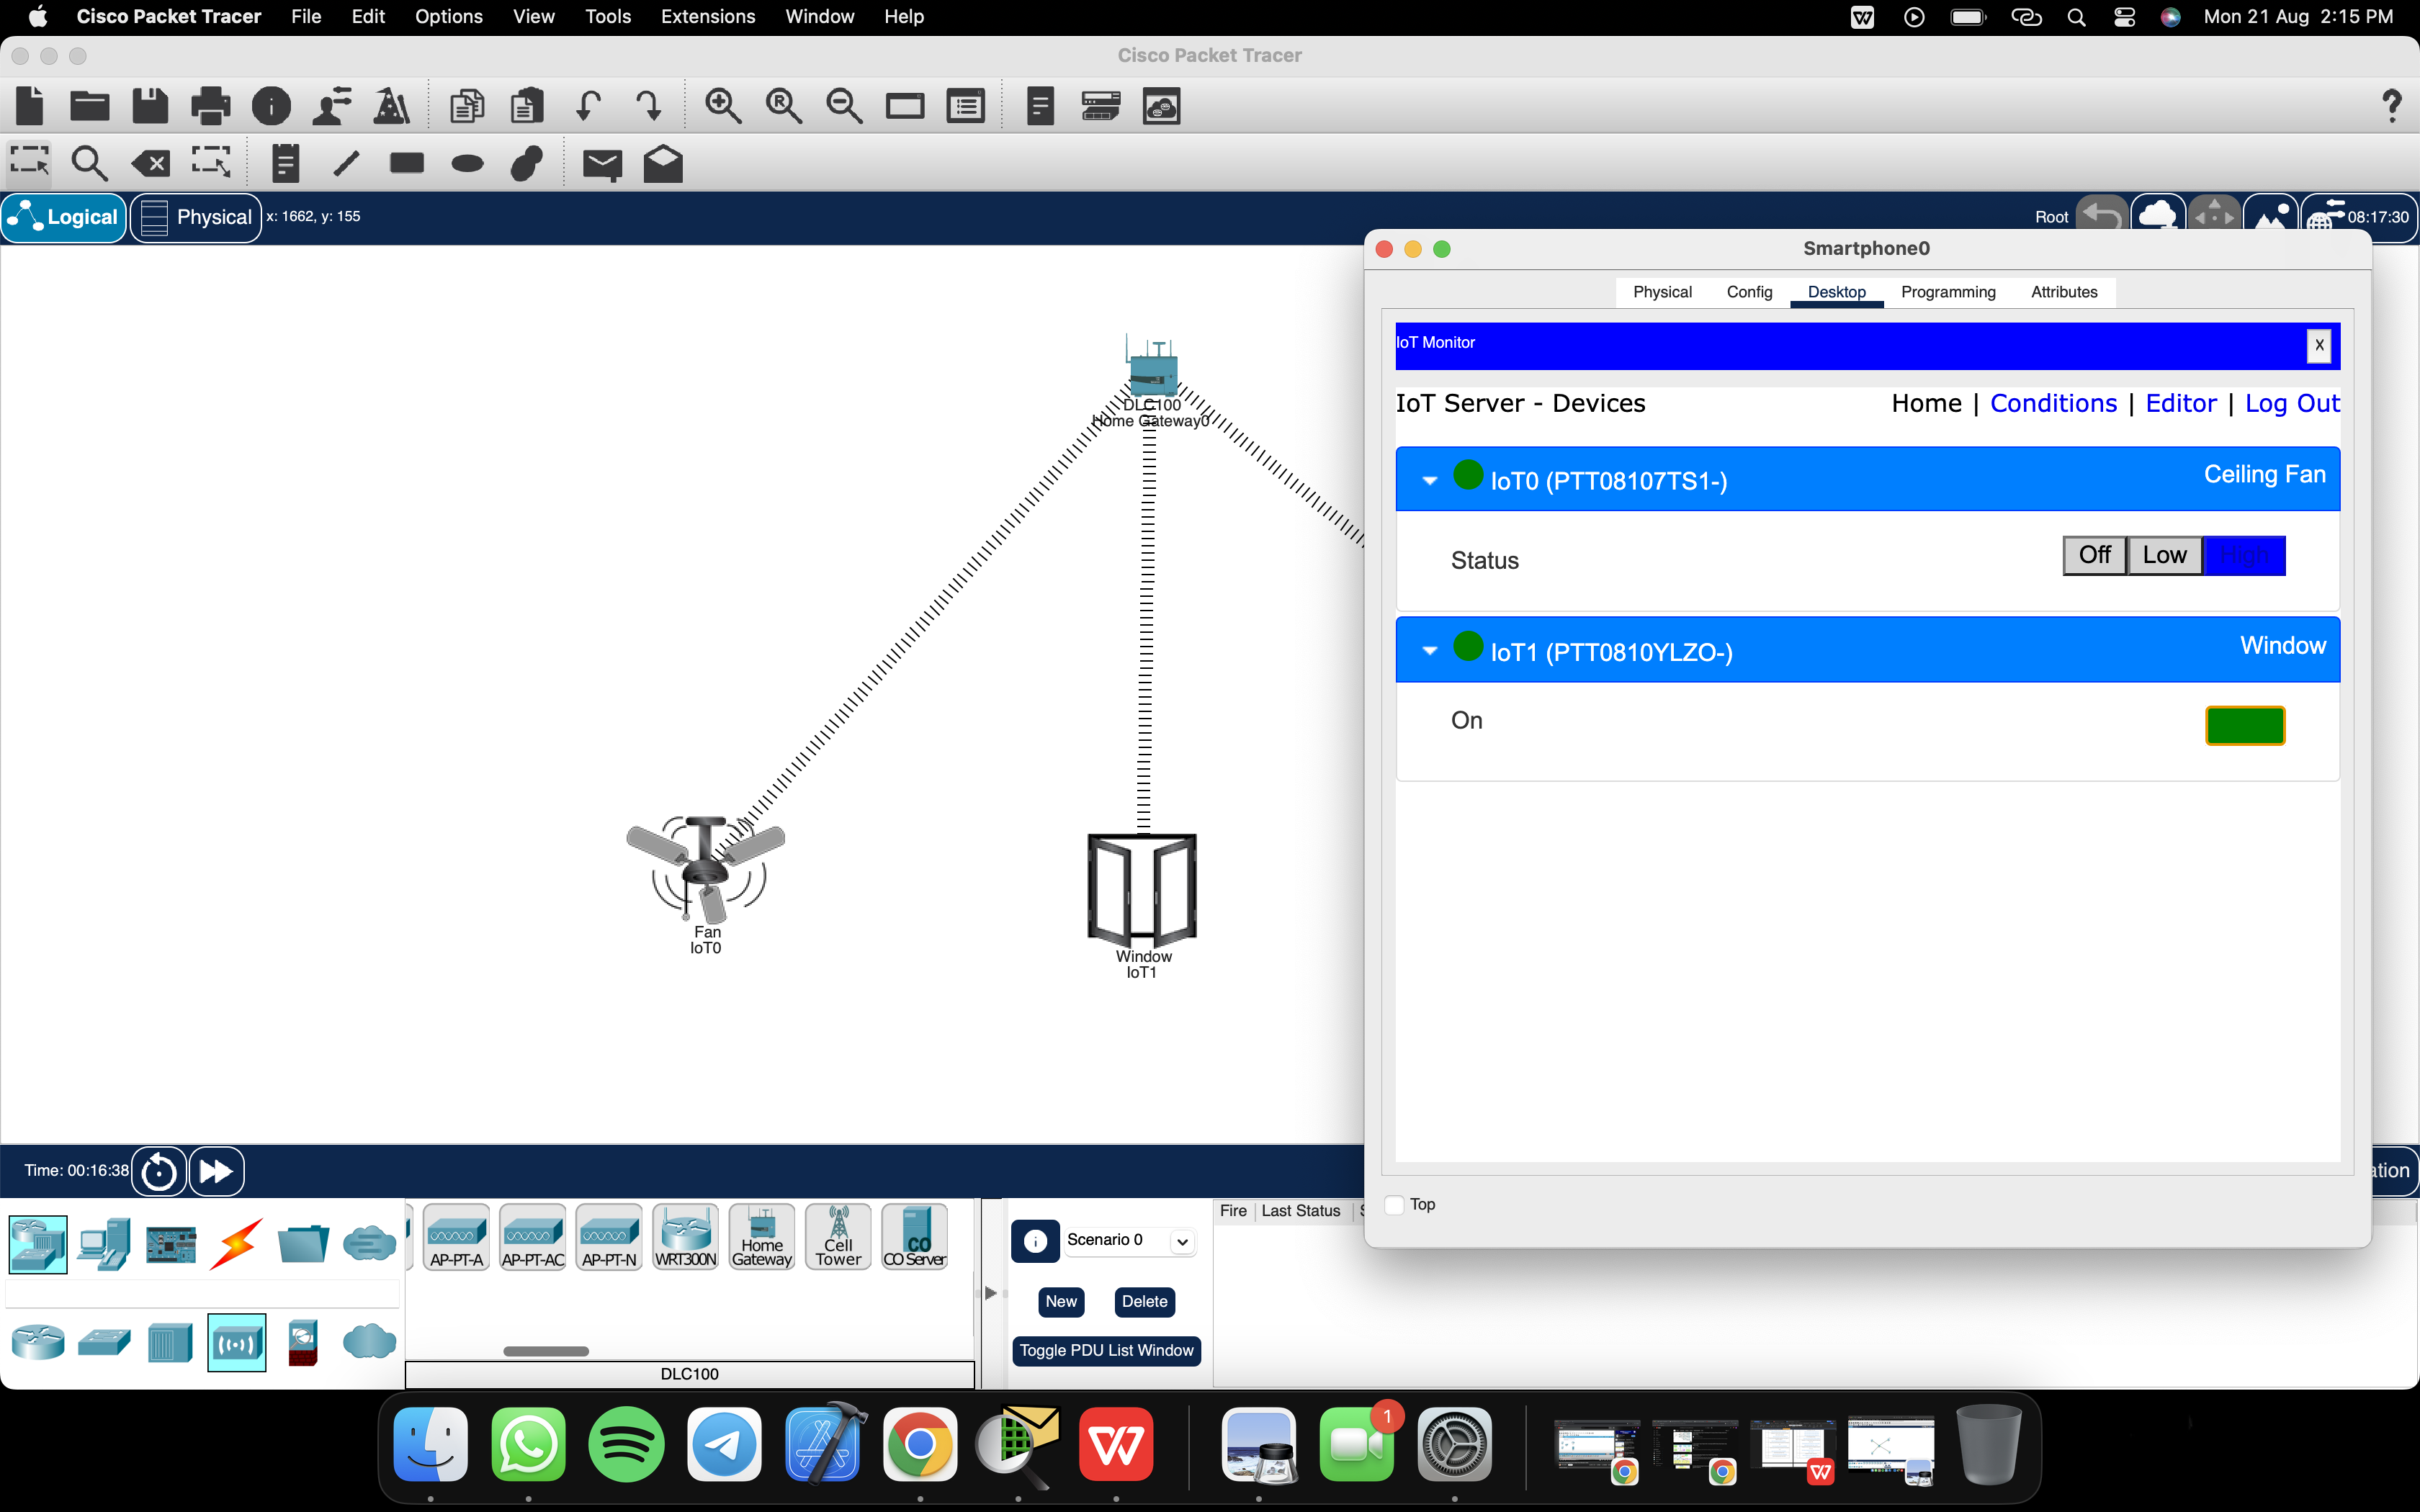 Cisco Packet Tracer File Edit Options View Tools Extensions Window Help Mon 21 Aug 2:15 PM
Cisco Packet Tracer
Logical Physical x: 1662, y: 155 Root 08:17:30
Smartphone0
Physical Config Desktop Programming Attributes
IoT Monitor X
IoT Server - Devices Home | Conditions | Editor | Log Out
IoT0 (PTT08107TS1-) Ceiling Fan
Status Off Low High
IoT1 (PTT0810YLZO-) Window
On
Top
DLC100
Home Gateway0
Fan
IoT0
Window
IoT1
Time: 00:16:38
AP-PT-A AP-PT-AC AP-PT-N WRT300N Home Gateway Cell Tower CO Server
DLC100
Scenario 0
New Delete
Toggle PDU List Window
Fire Last Status
1